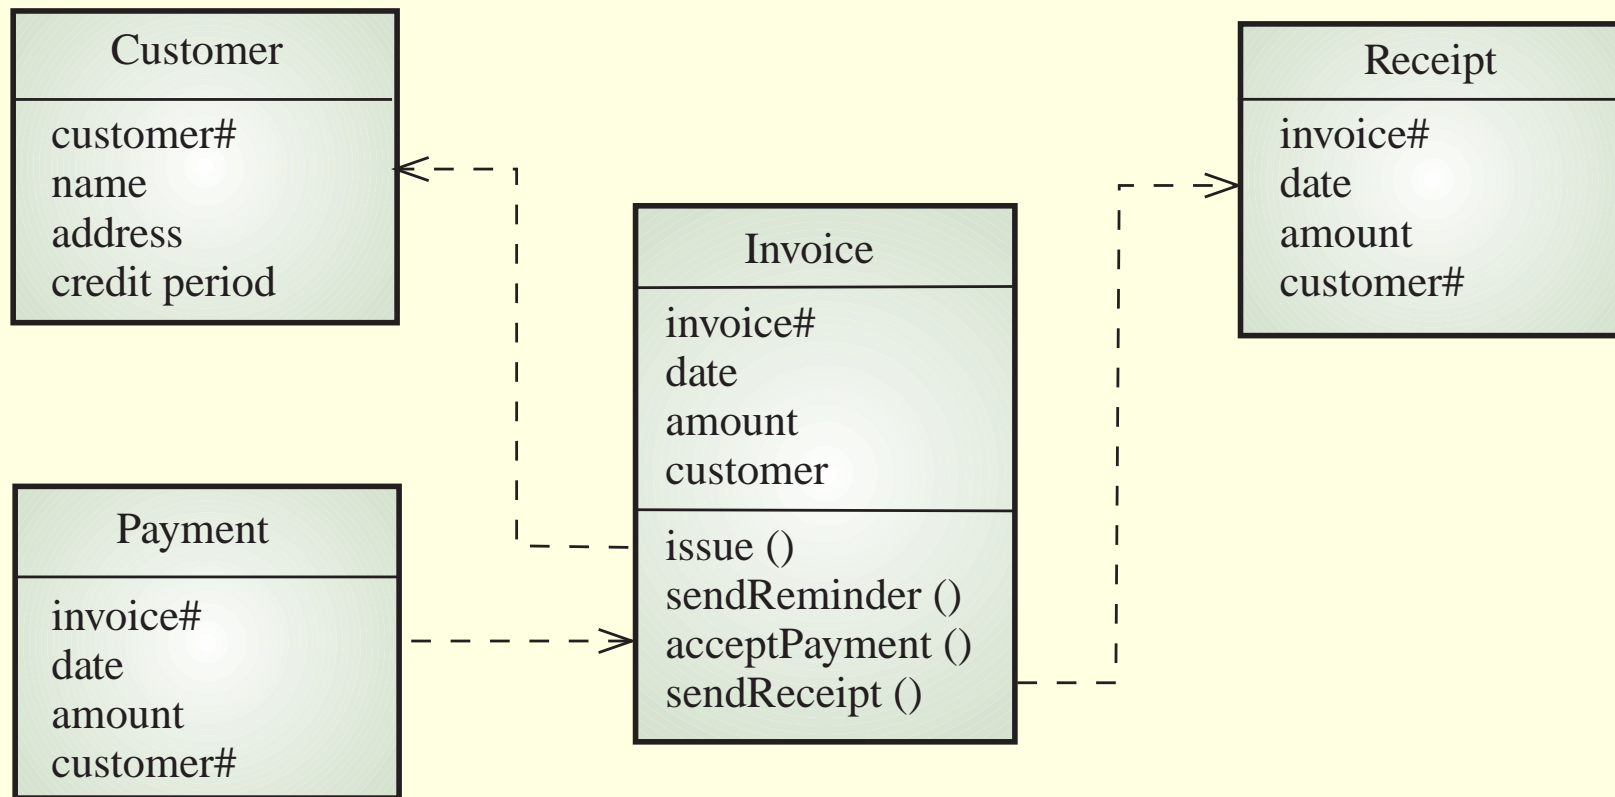 Customer
customer#
name
address
credit period
Receipt
invoice#
date
amount
customer#
Invoice
invoice#
date
amount
customer
issue ()
sendReminder ()
acceptPayment ()
sendReceipt ()
Payment
invoice#
date
amount
customer#